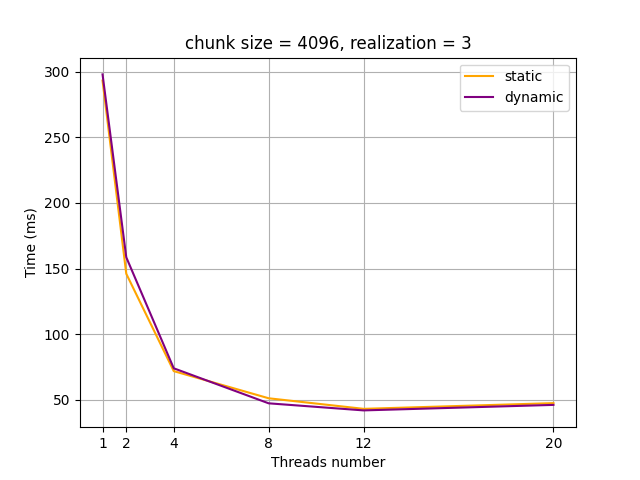 chunk size = 4096, realization = 3
static
dynamic
Time (ms)
300
250
200
150
100
50
1 2 4 8 12 20
Threads number